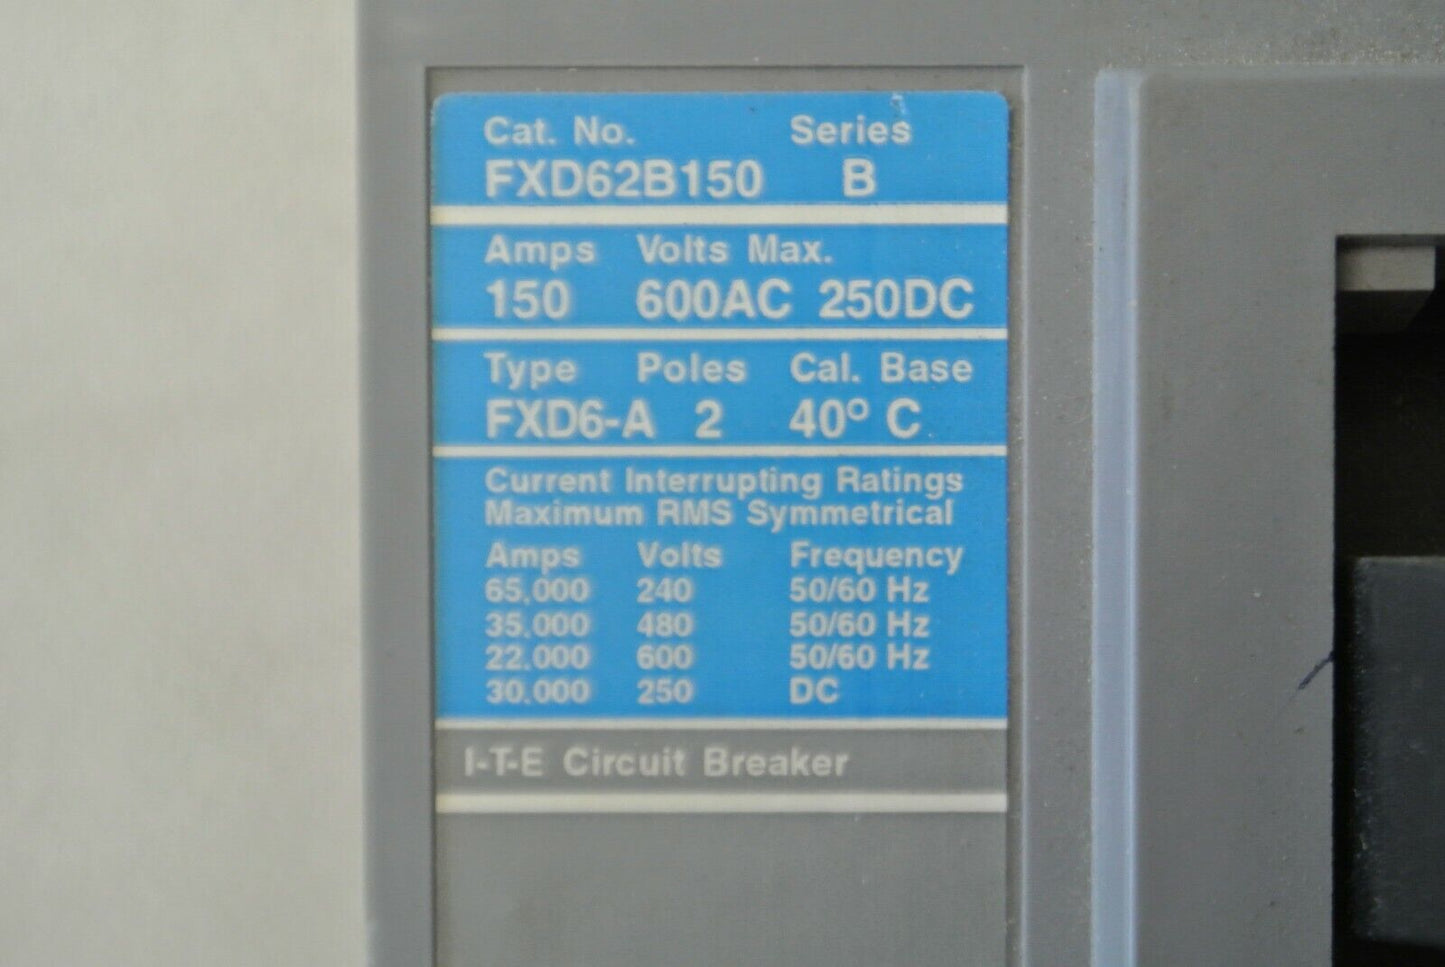 Cat. No. Series
FXD62B150 B
Amps Volts Max.
150 600AC 250DC
Type Poles Cal. Base
FXD6-A 2 40° C
Current Interrupting Ratings
Maximum RMS Symmetrical
Amps Volts Frequency
65,000 240 50/60 Hz
35,000 480 50/60 Hz
22,000 600 50/60 Hz
30,000 250 DC
I-T-E Circuit Breaker